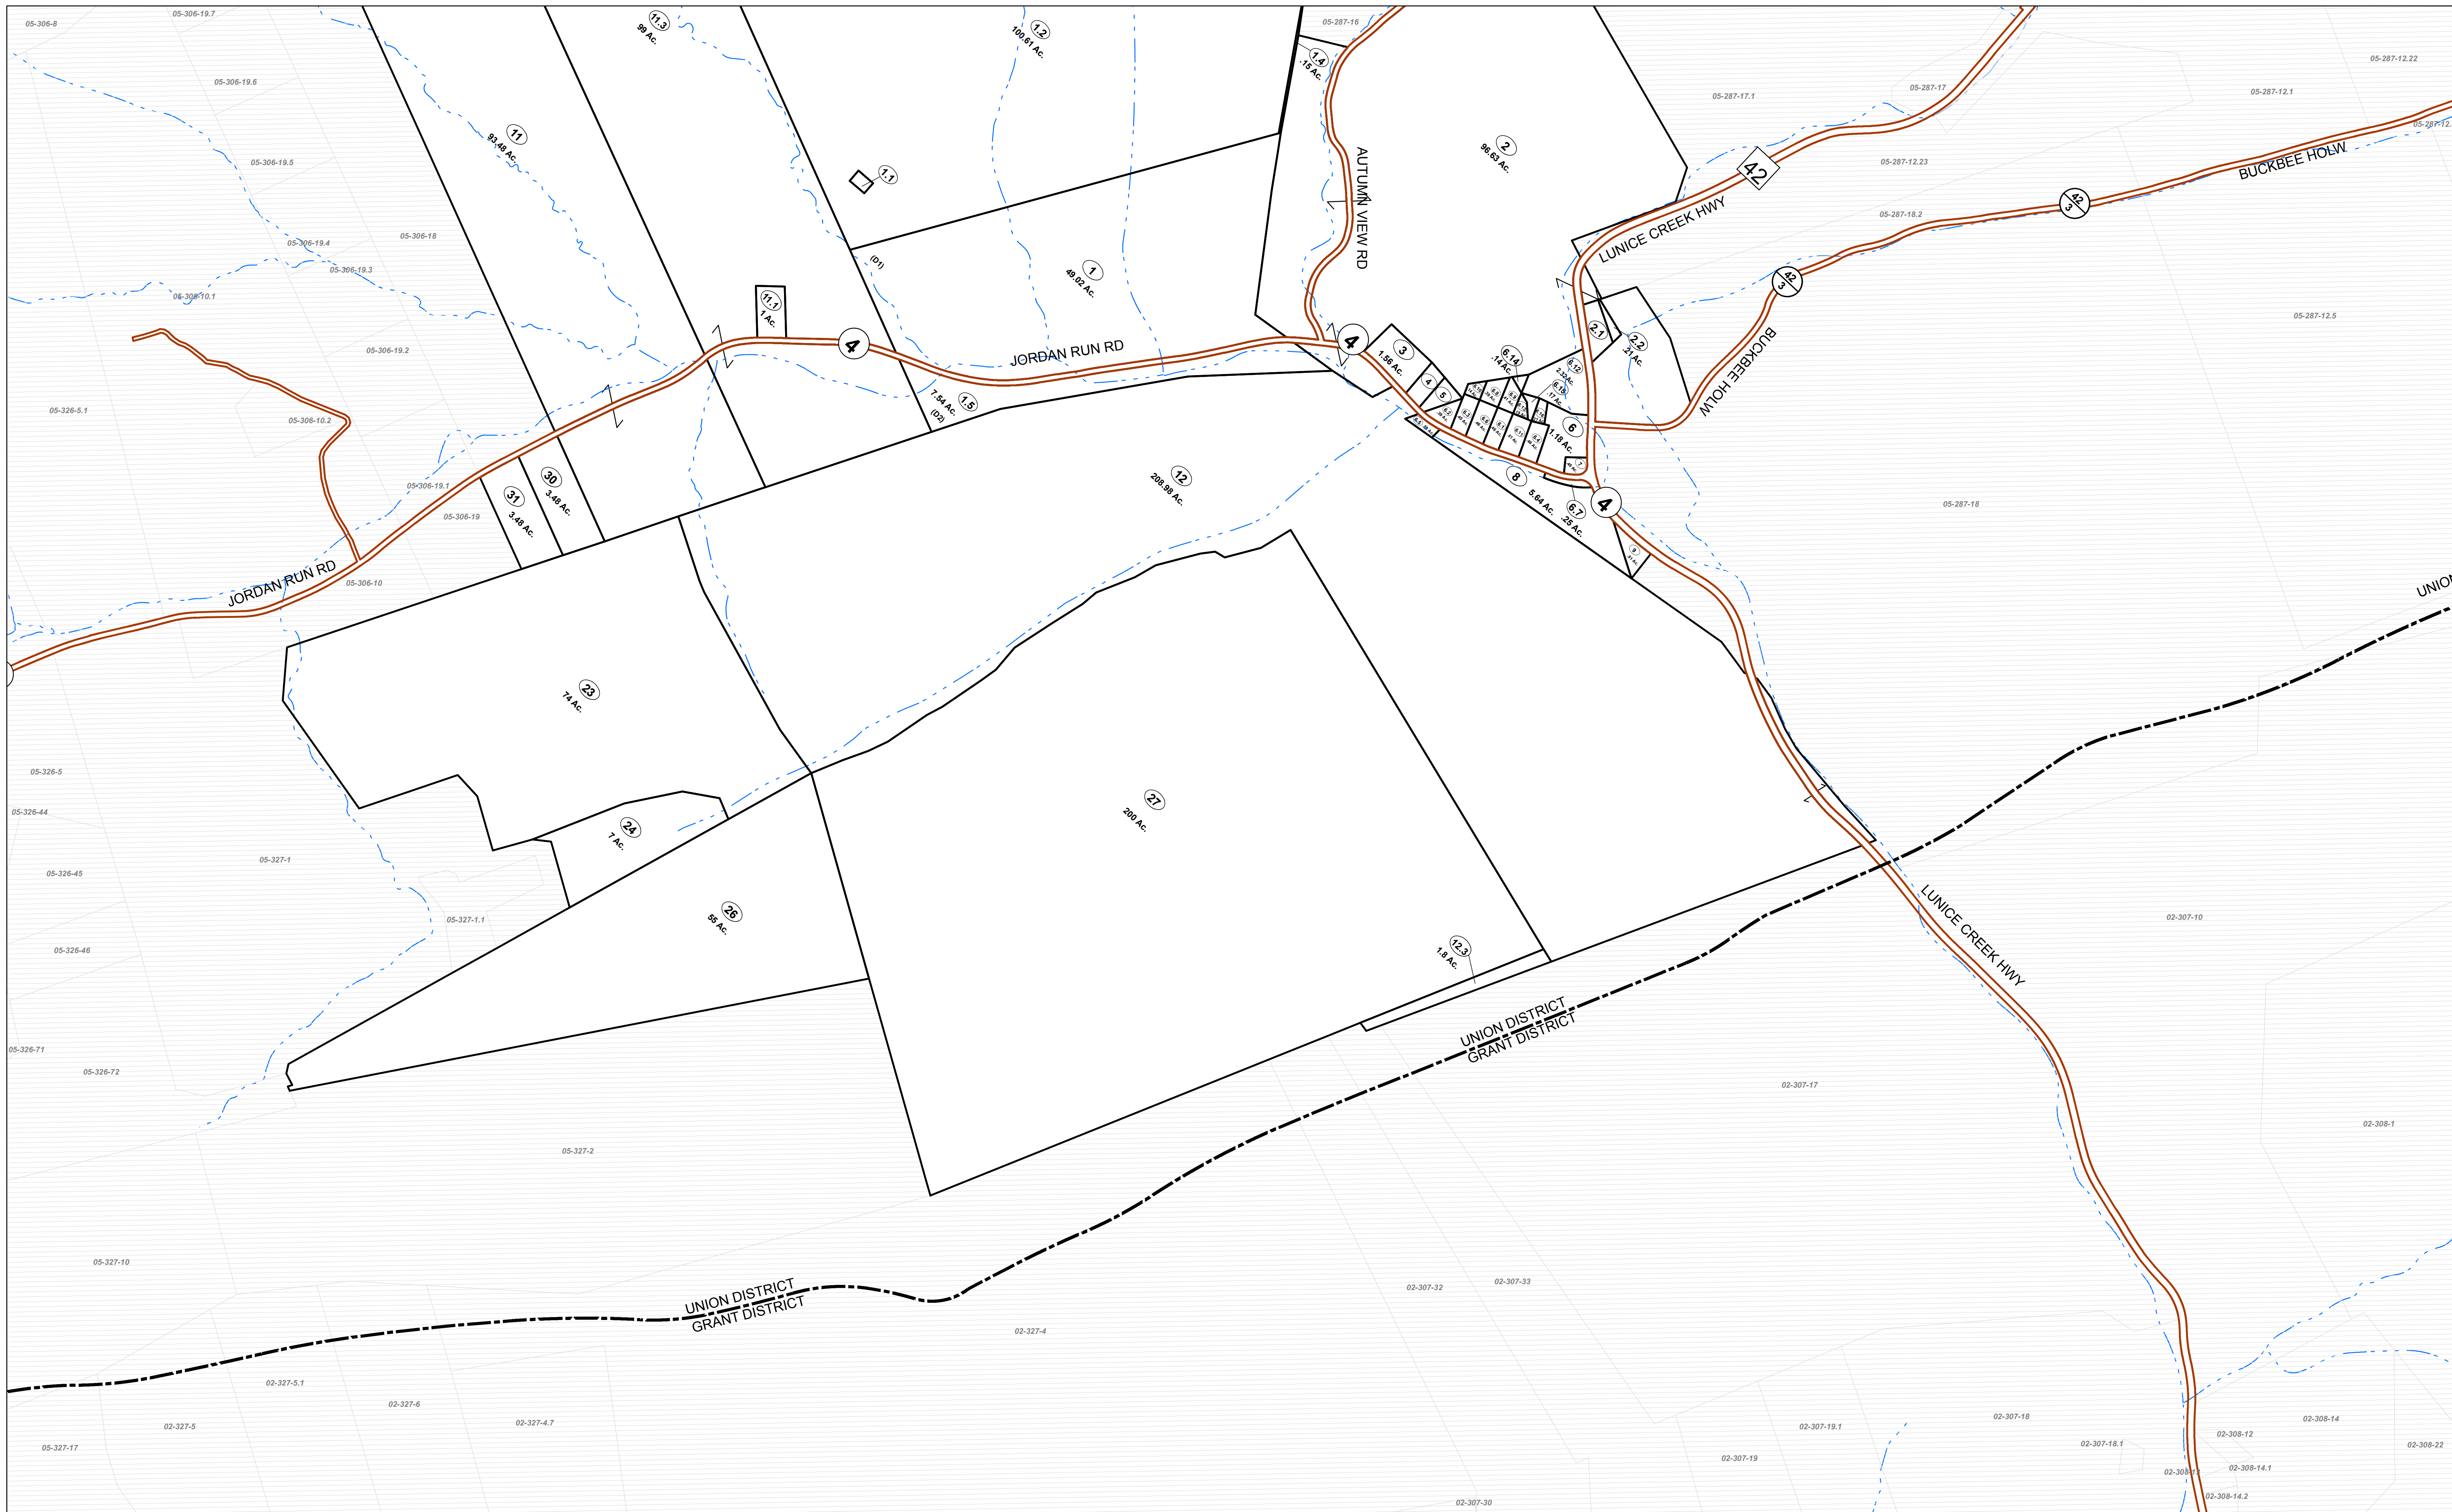 05-306-8
05-306-19.7
11.3
99 Ac.
1.2
100.61 Ac.
05-287-16
1.4
.15 Ac.
05-287-12.22
05-306-19.6
05-287-17.1
05-287-17
05-287-12.1
11
93.48 Ac.
2
96.63 Ac.
42
BUCKBEE HOLW
05-306-19.5
05-287-12.23
1.1
AUTUMN VIEW RD
42
3
05-287-18.2
LUNICE CREEK HWY
05-306-18
05-306-19.4
05-306-19.3
(D1)
1
49.02 Ac.
42
3
05-306-10.1
11.1
1 Ac.
05-287-12.5
2.1
2.2
.21 Ac.
BUCKBEE HOLW
4
4
JORDAN RUN RD
3
1.56 Ac.
6.14
.14 Ac.
6.12
2.32 Ac.
05-306-19.2
4
5
.17 Ac.
05-326-5.1
05-306-10.2
1.5
7.54 Ac.
(D2)
6
1.18 Ac.
05-306-19.1
30
3.48 Ac.
31
3.48 Ac.
12
208.98 Ac.
7
8
5.64 Ac.
6.7
.25 Ac.
4
05-287-18
05-306-19
9
JORDAN RUN RD
05-306-10
23
74 Ac.
05-326-5
27
200 Ac.
05-326-44
24
7 Ac.
05-327-1
05-326-45
26
55 Ac.
05-327-1.1
02-307-10
LUNICE CREEK HWY
05-326-46
12.3
1.8 Ac.
UNION DISTRICT
GRANT DISTRICT
05-326-71
05-326-72
02-307-17
02-308-1
05-327-2
05-327-10
UNION DISTRICT
GRANT DISTRICT
02-307-32
02-307-33
02-327-4
02-327-5.1
02-327-6
02-327-4.7
02-327-5
05-327-17
02-307-18
02-307-19.1
02-308-14
02-308-12
02-307-18.1
02-308-22
02-307-19
02-308-14.1
02-307-30
02-308-14.2